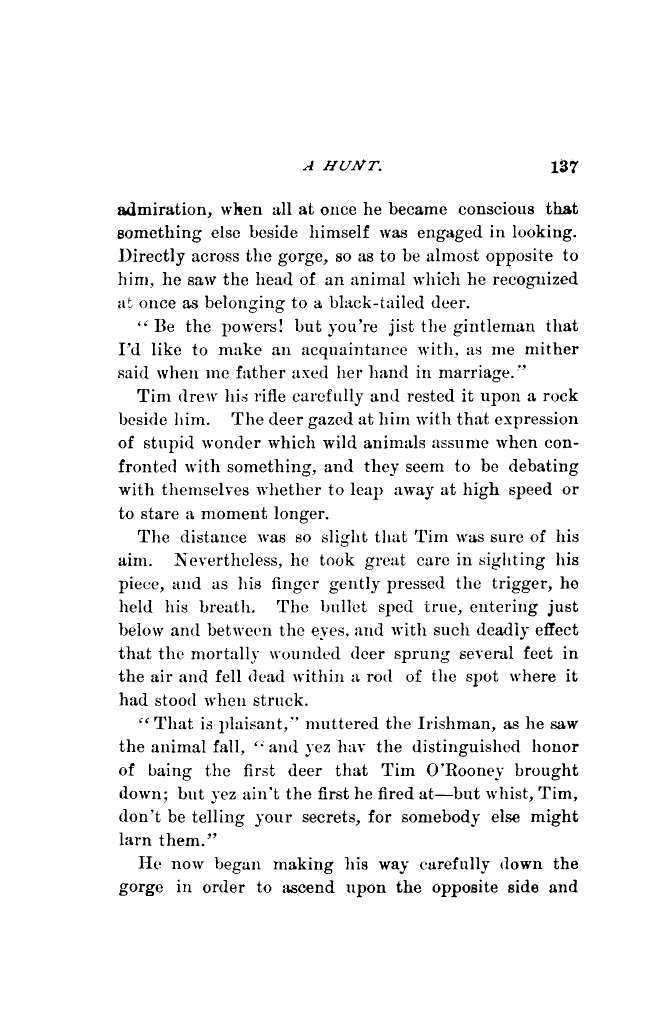 A HUNT. 137
admiration, when all at once he became conscious that
something else beside himself was engaged in looking.
Directly across the gorge, so as to be almost opposite to
him, he saw the head of an animal which he recognized
at once as belonging to a black-tailed deer.
“ Be the powers! but you're jist the gintleman that
I'd like to make an acquaintance with, as me mither
said when me father axed her hand in marriage.”
Tim drew his rifle carefully and rested it upon a rock
beside him. The deer gazed at him with that expression
of stupid wonder which wild animals assume when con-
fronted with something, and they seem to be debating
with themselves whether to leap away at high speed or
to stare a moment longer.
The distance was so slight that Tim was sure of his
aim. Nevertheless, he took great care in sighting his
piece, and as his finger gently pressed the trigger, he
held his breath. The bullet sped true, entering just
below and between the eyes, and with such deadly effect
that the mortally wounded deer sprung several feet in
the air and fell dead within a rod of the spot where it
had stood when struck.
“ That is plaisant,” muttered the Irishman, as he saw
the animal fall, “ and yez hav the distinguished honor
of baing the first deer that Tim O'Rooney brought
down; but yez ain't the first he fired at—but whist, Tim,
don't be telling your secrets, for somebody else might
larn them.”
He now began making his way carefully down the
gorge in order to ascend upon the opposite side and